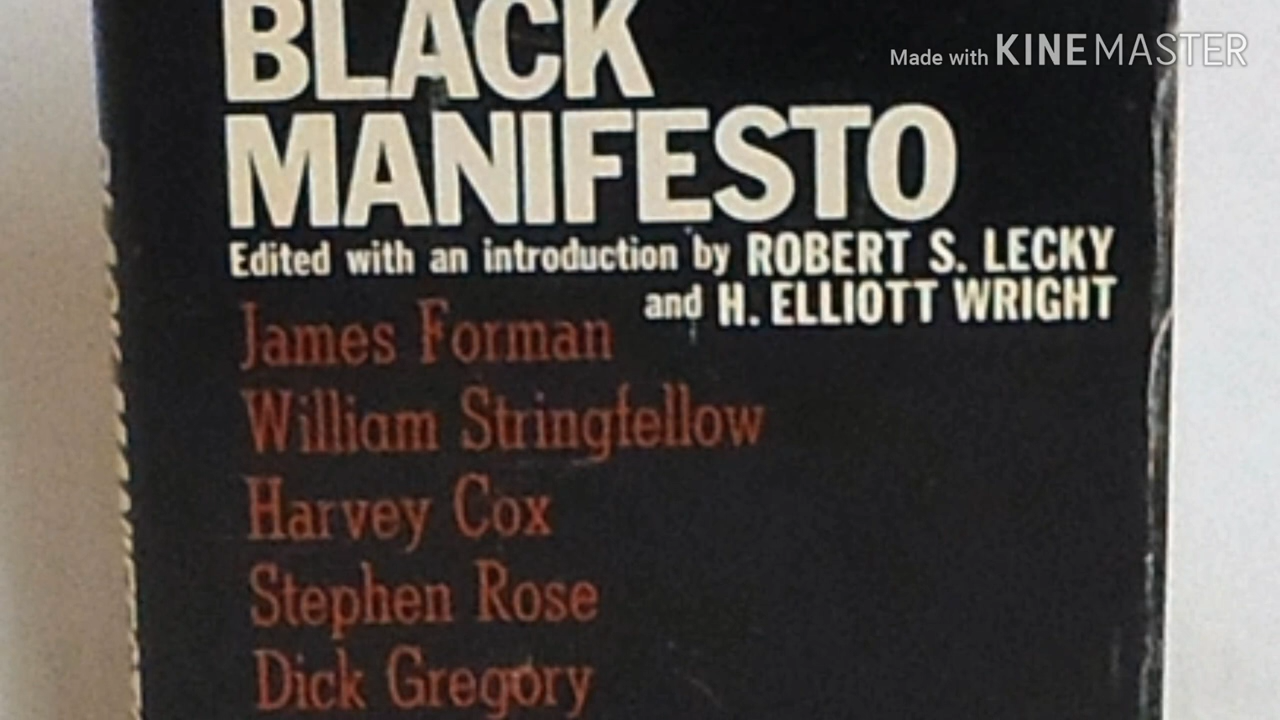 BLACK
Made with KINEMASTER
MANIFESTO
Edited with an introduction by ROBERT S. LECKY
and H. ELLIOTT WRIGHT
James Forman
William Stringfellow
Harvey Cox
Stephen Rose
Dick Gregory